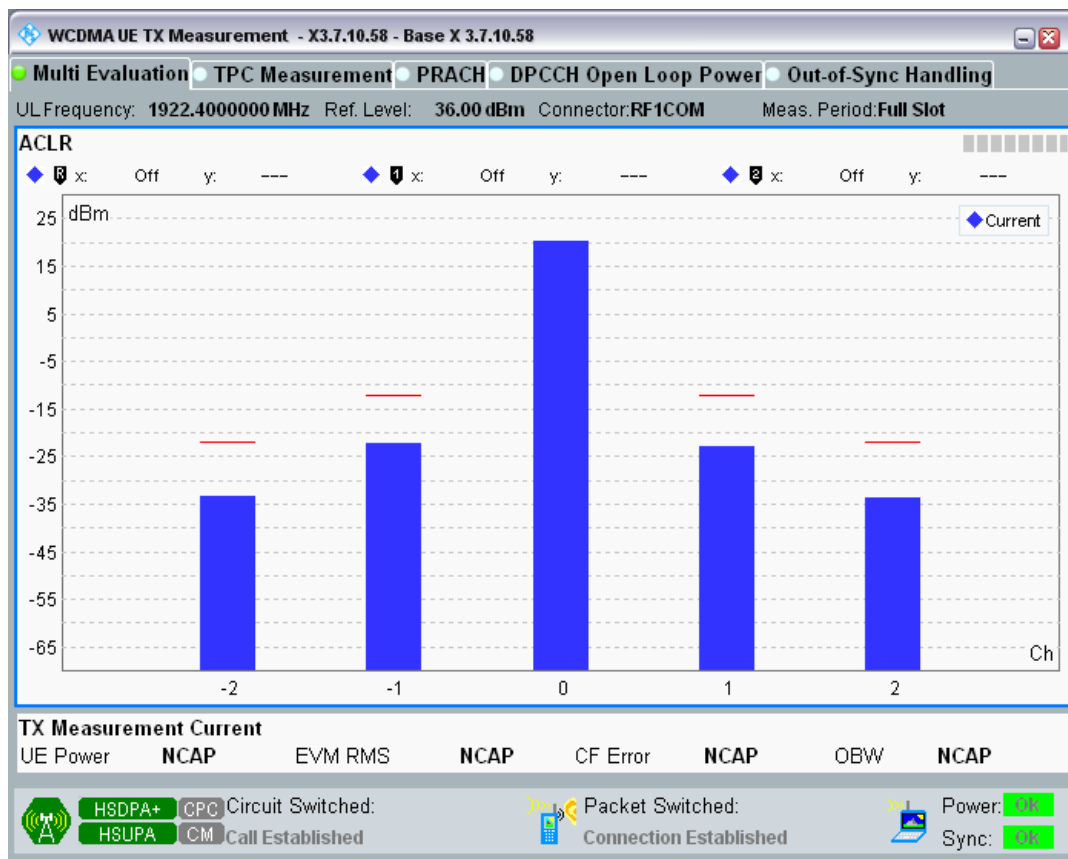 WCDMA UE TX Measurement - X3.7.10.58 - Base X 3.7.10.58
Multi Evaluation TPC Measurement PRACH DPCCH Open Loop Power Out-of-Sync Handling
UL Frequency: 1922.4000000 MHz Ref. Level: 36.00 dBm Connector:RF1COM Meas. Period:Full Slot
ACLR
R x: Off y: --- 1 x: Off y: --- 2 x: Off y: ---
dBm
Current
25
15
5
-5
-15
-25
-35
-45
-55
-65
Ch
-2 -1 0 1 2
TX Measurement Current
UE Power NCAP EVM RMS NCAP CF Error NCAP OBW NCAP
HSDPA+ CPC Circuit Switched: Packet Switched: Power: OK
HSUPA CM Call Established Connection Established Sync: OK